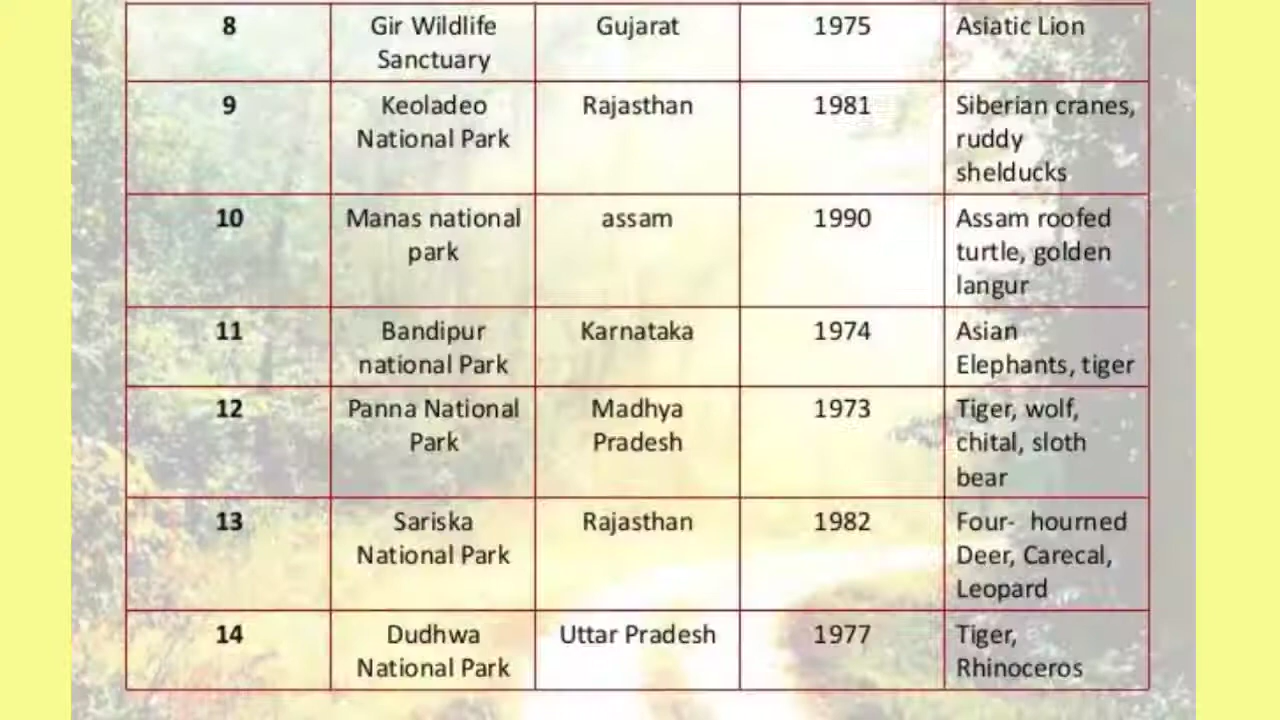 8 Gir Wildlife Gujarat 1975 Asiatic Lion
Sanctuary
9 Keoladeo Rajasthan 1981 Siberian cranes,
National Park ruddy
shelducks
10 Manas national assam 1990 Assam roofed
park turtle, golden
langur
11 Bandipur Karnataka 1974 Asian
national Park Elephants, tiger
12 Panna National Madhya 1973 Tiger, wolf,
Park Pradesh chital, sloth
bear
13 Sariska Rajasthan 1982 Four- hourned
National Park Deer, Carecal,
Leopard
14 Dudhwa Uttar Pradesh 1977 Tiger,
National Park Rhinoceros